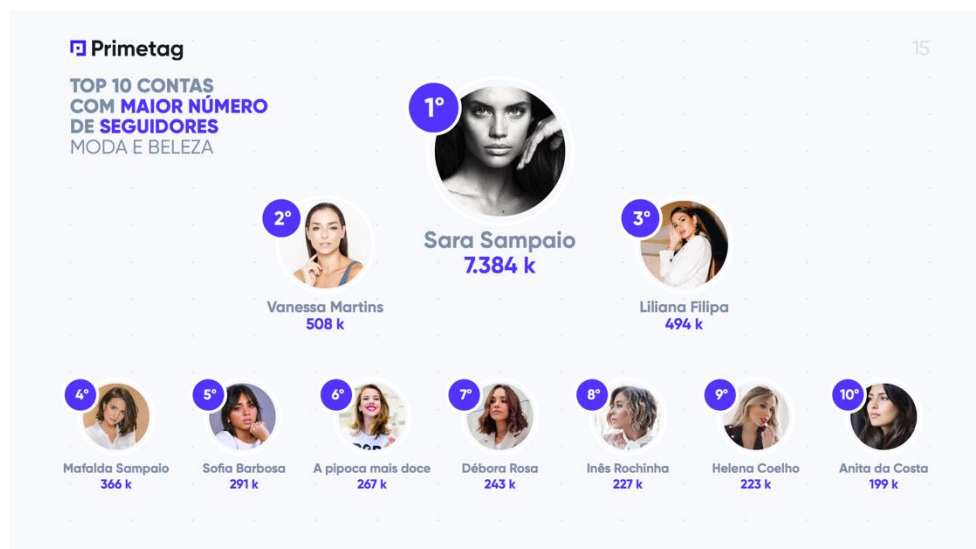 Primetag
15
TOP 10 CONTAS
COM MAIOR NÚMERO
DE SEGUIDORES
MODA E BELEZA
1º
Sara Sampaio
7.384 k
2º
Vanessa Martins
508 k
3º
Liliana Filipa
494 k
4º
Mafalda Sampaio
366 k
5º
Sofia Barbosa
291 k
6º
A pipoca mais doce
267 k
7º
Débora Rosa
243 k
8º
Inês Rochinha
227 k
9º
Helena Coelho
223 k
10º
Anita da Costa
199 k